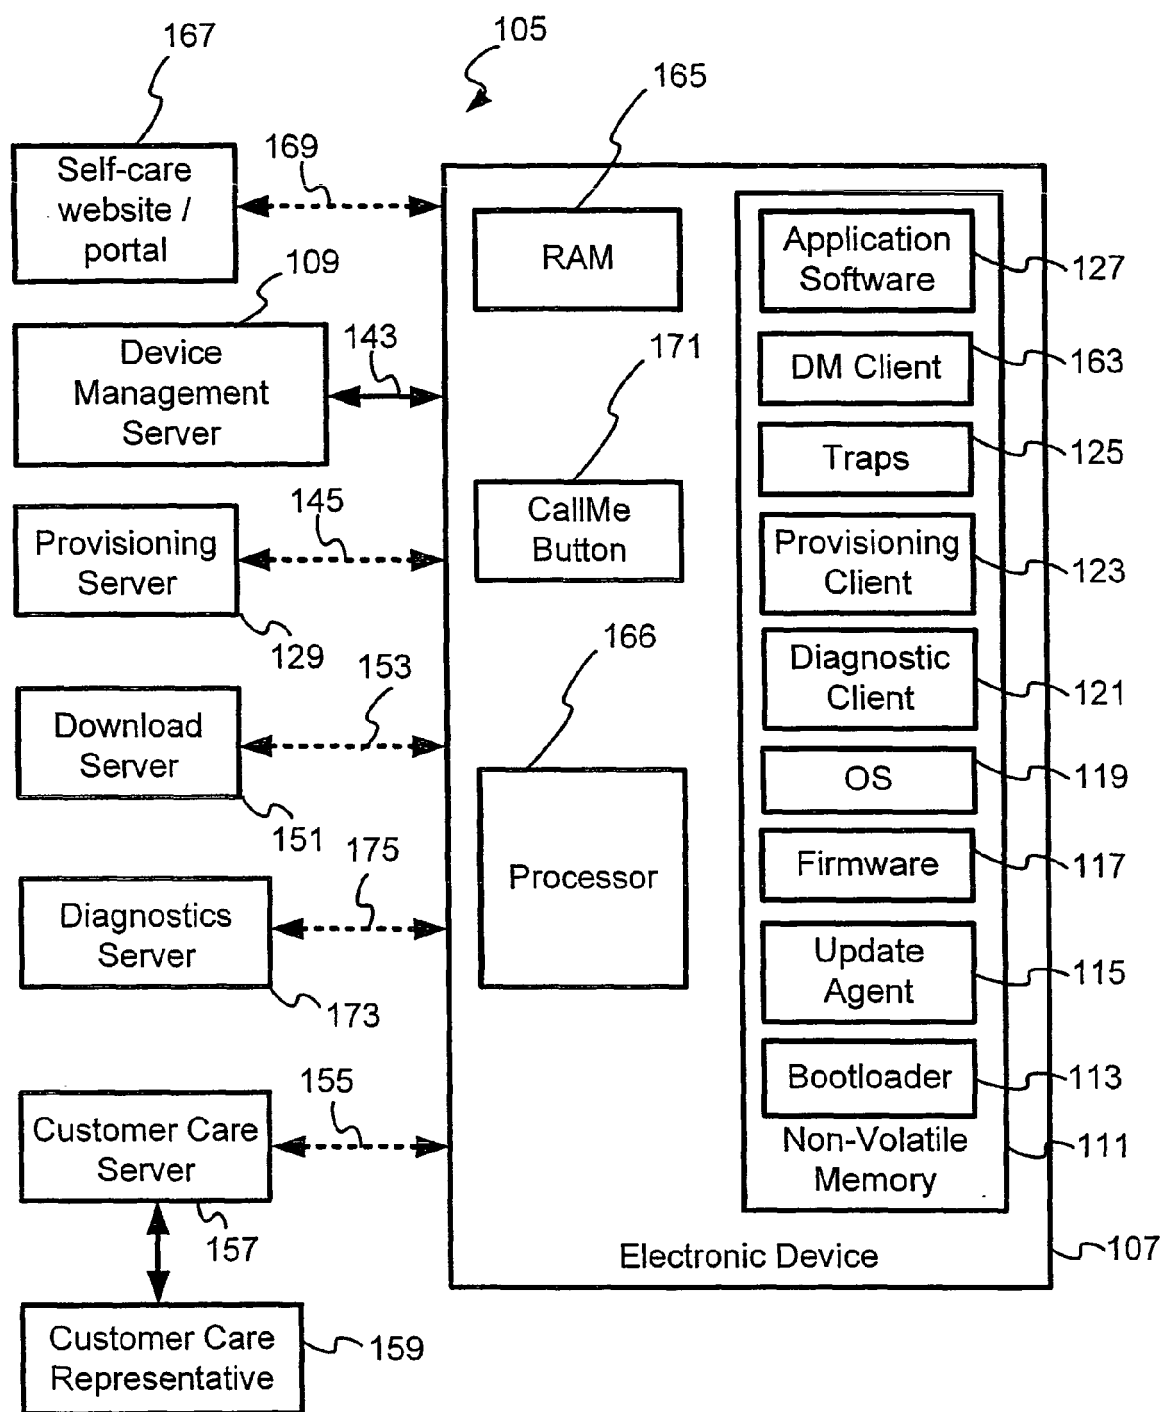 105
167
Self-care
website /
portal
169
109
Device
Management
Server
143
145
Provisioning
Server
129
153
Download
Server
151
175
Diagnostics
Server
173
155
Customer Care
Server
157
Customer Care
Representative
159
165
RAM
171
CallMe
Button
166
Processor
Application
Software
127
DM Client
163
Traps
125
Provisioning
Client
123
Diagnostic
Client
121
OS
119
Firmware
117
Update
Agent
115
Bootloader
113
Non-Volatile
Memory
111
Electronic Device
107